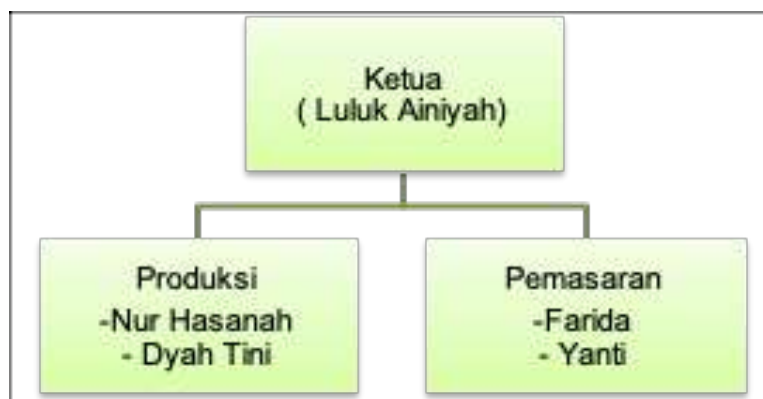 Ketua
( Luluk Ainiyah)
Produksi
-Nur Hasanah
- Dyah Tini
Pemasaran
-Farida
- Yanti